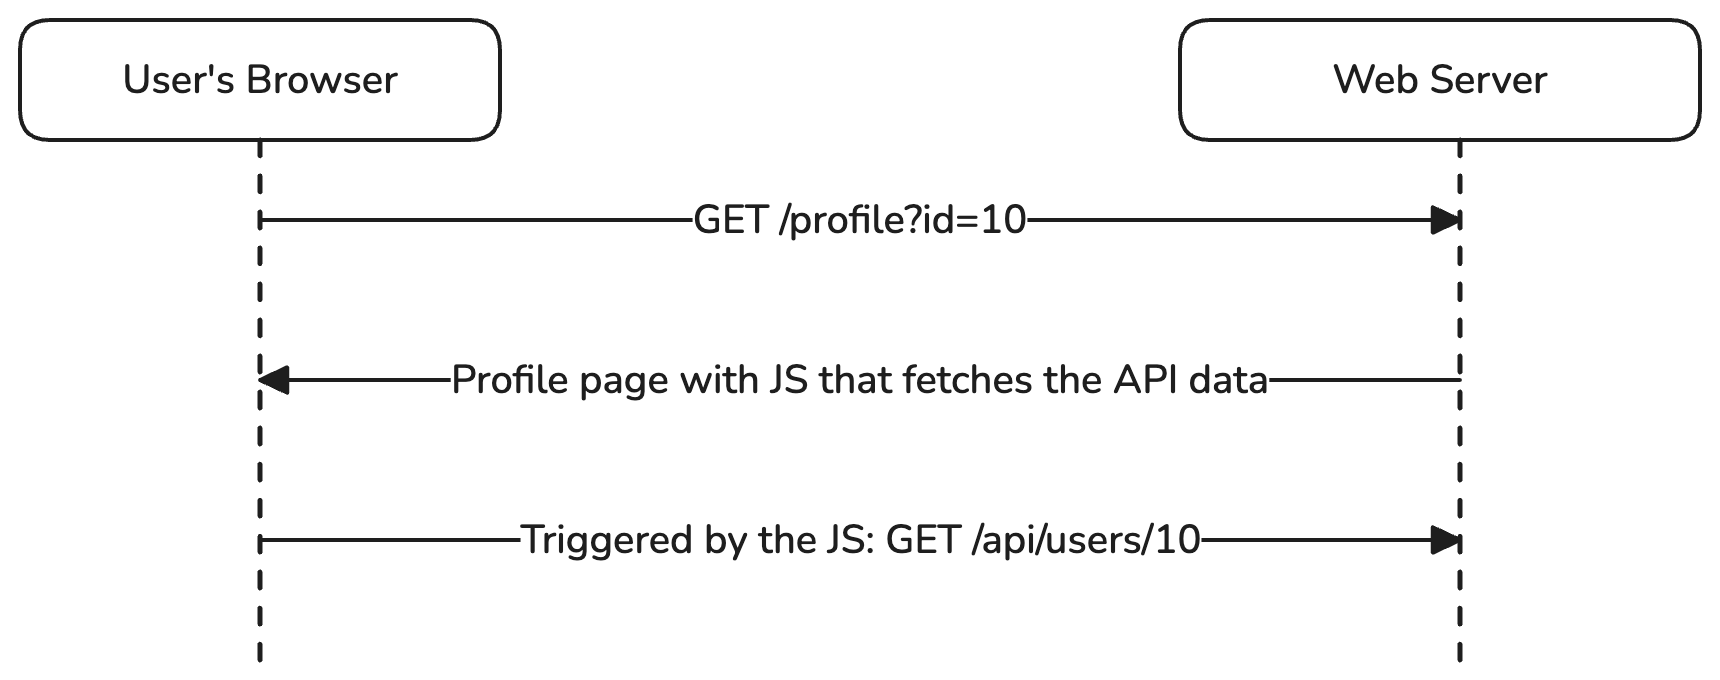 User's Browser
Web Server
GET /profile?id=10
Profile page with JS that fetches the API data
Triggered by the JS: GET /api/users/10